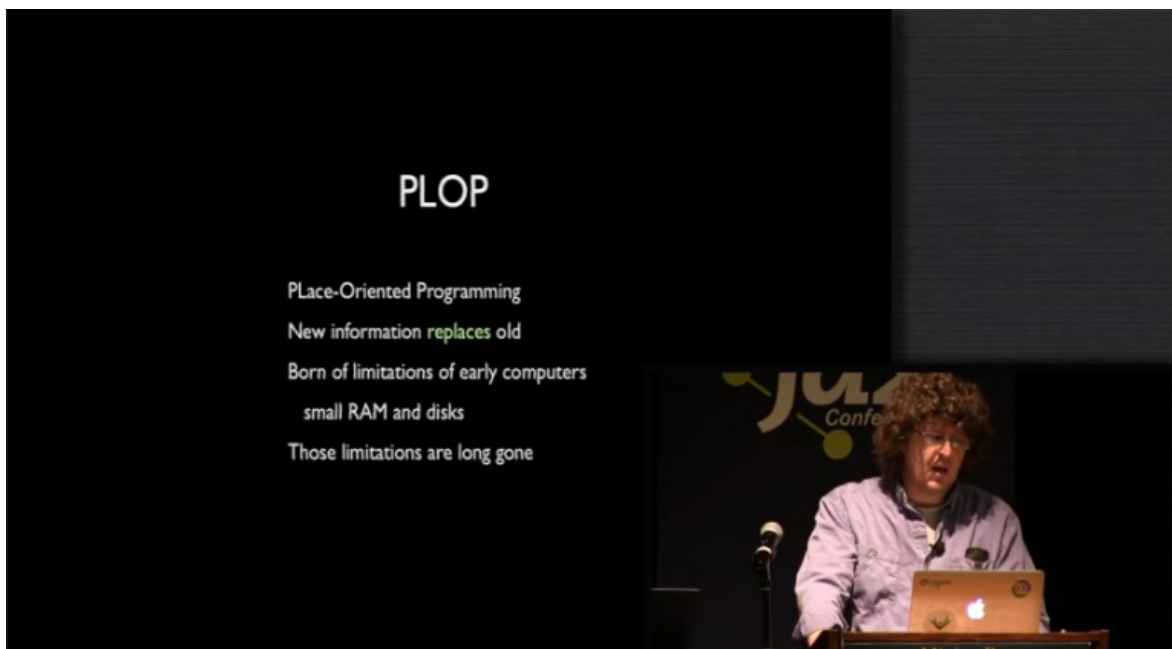 PLOP
PLace-Oriented Programming
New information replaces old
Born of limitations of early computers
small RAM and disks
Those limitations are long gone